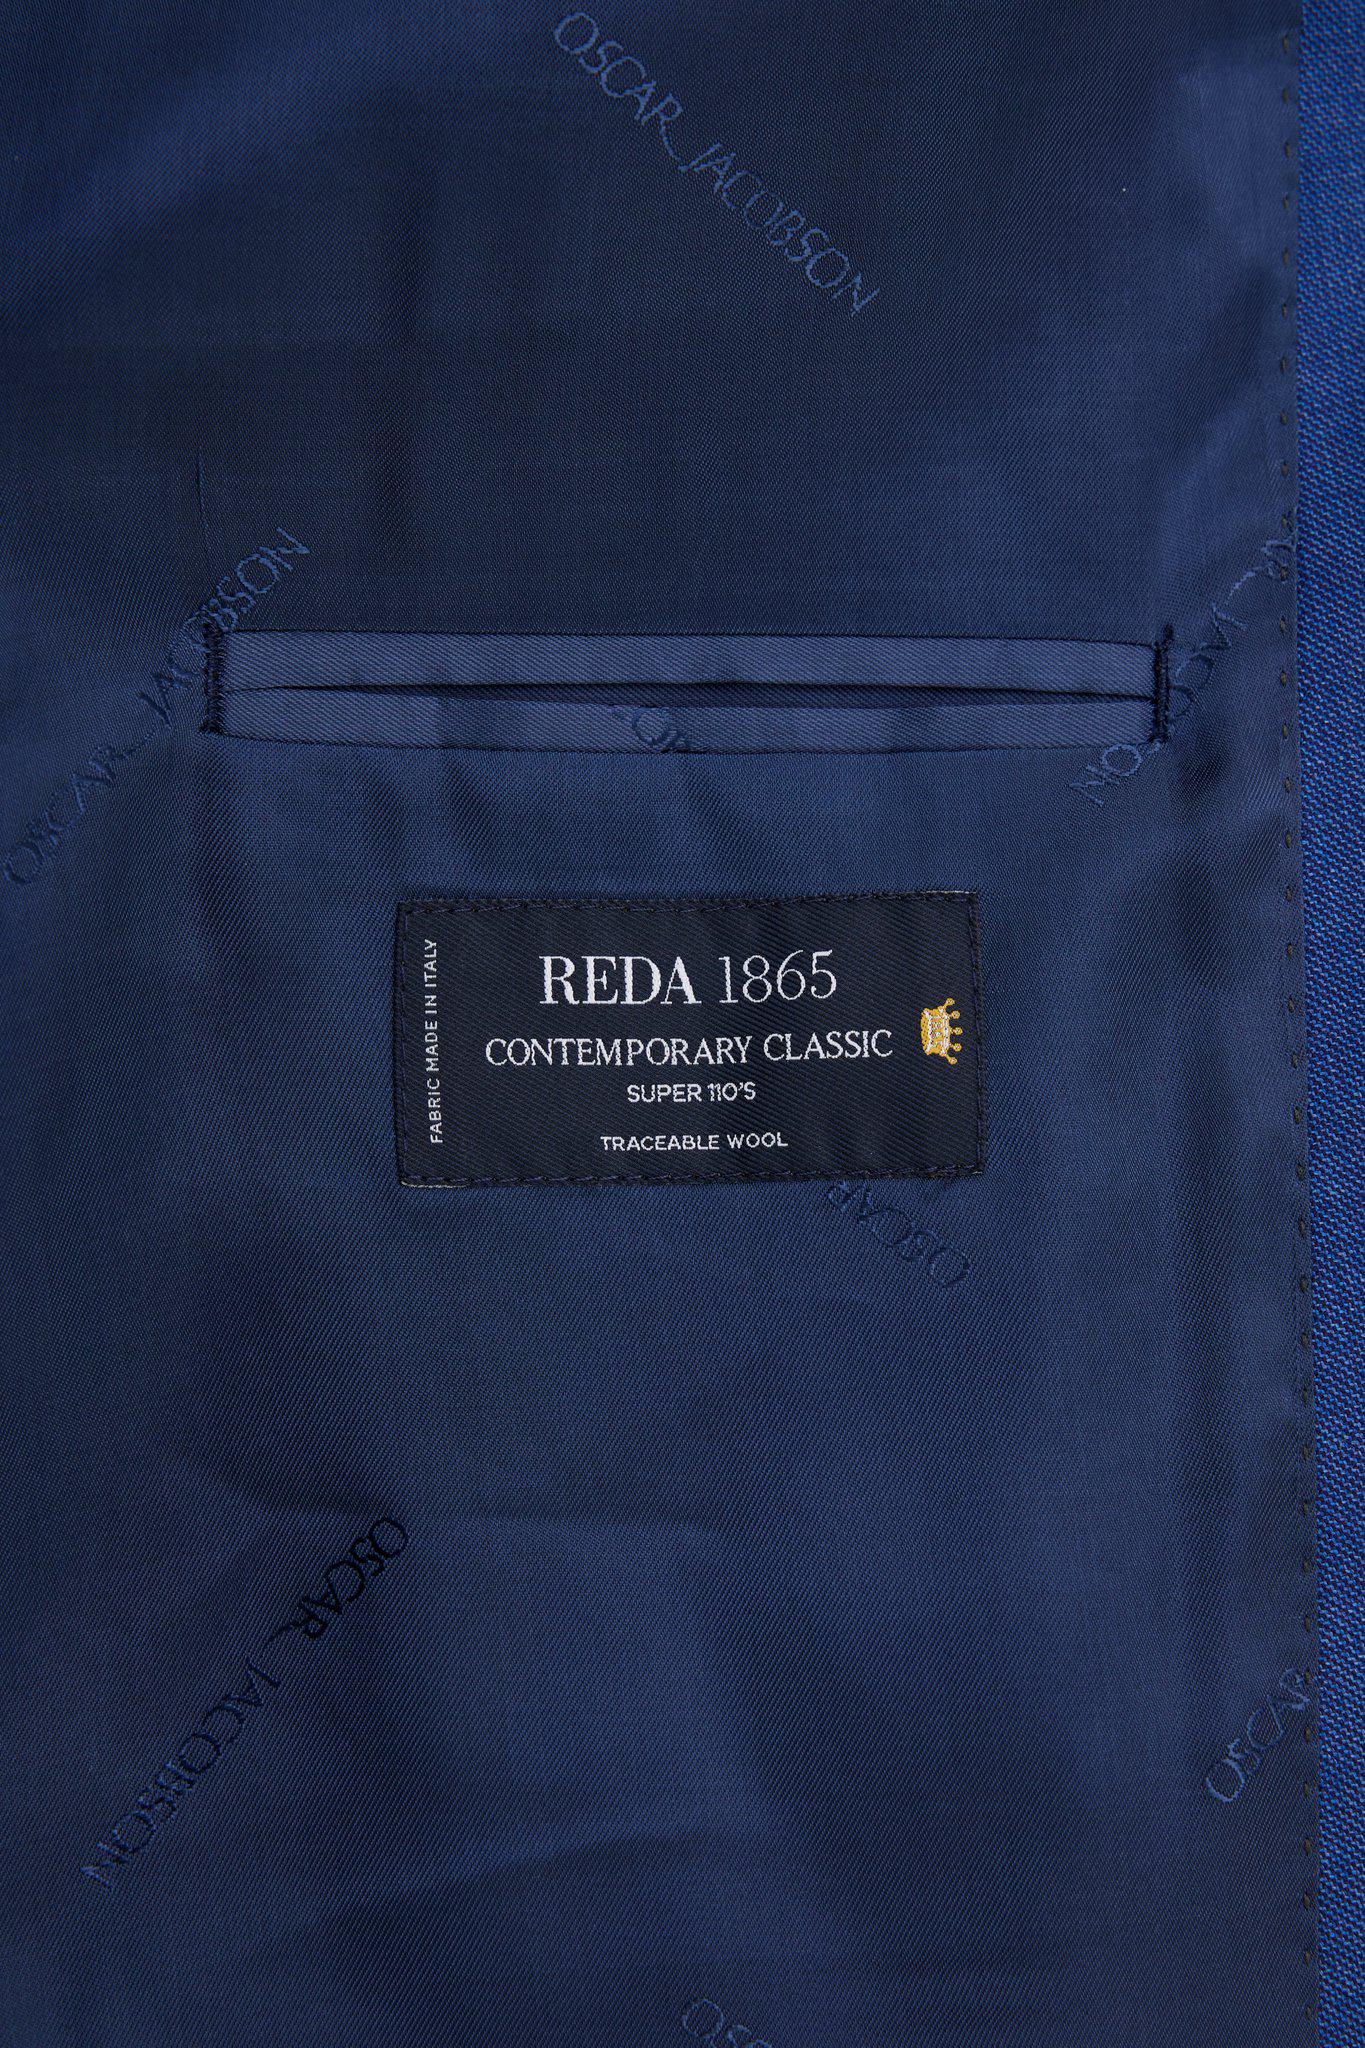 OSCAR JACOBSON
OSCAR JACOBSON
JACOBSON
REDA 1865
CONTEMPORARY CLASSIC
SUPER 110'S
TRACEABLE WOOL
FABRIC MADE IN ITALY
OSCAR
OSCAR JACOBSON
OSCAR